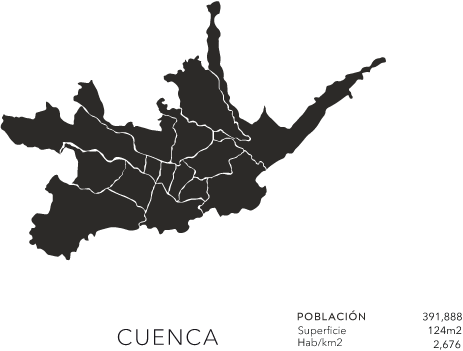 CUENCA
POBLACIÓN 391,888
Superficie 124m2
Hab/km2 2,676